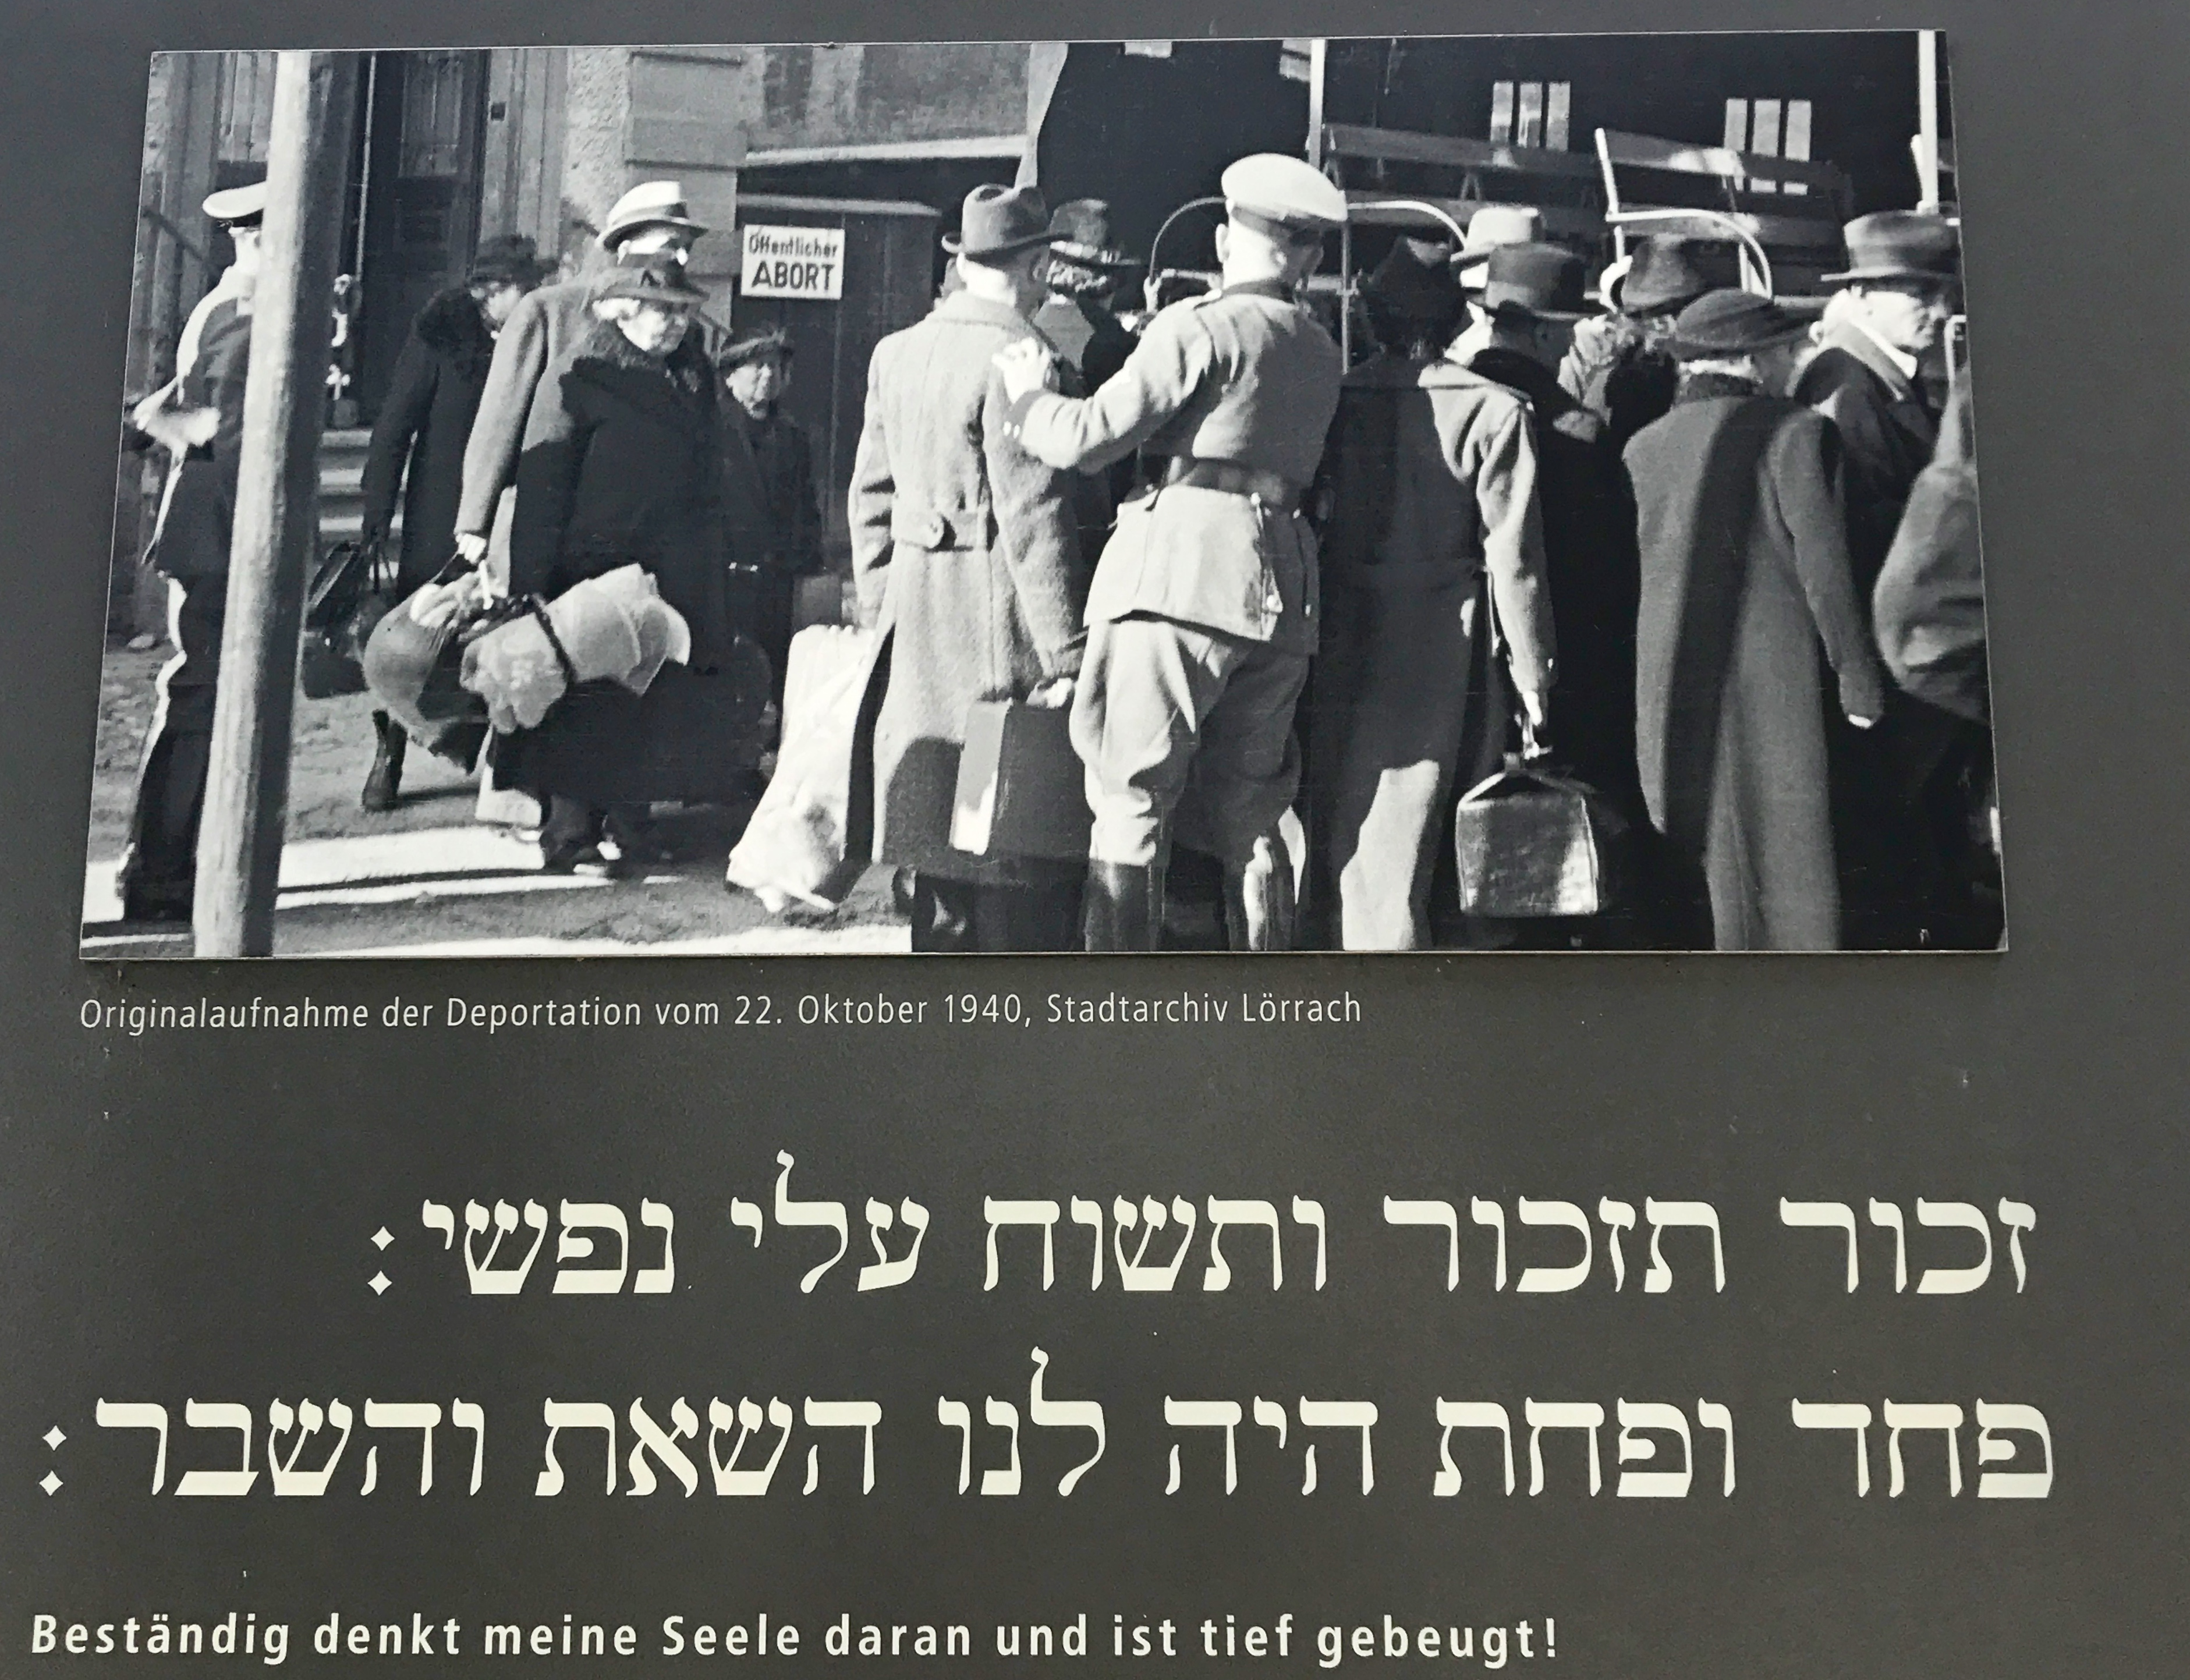 Öffentlicher
ABORT
Originalaufnahme der Deportation vom 22. Oktober 1940, Stadtarchiv Lörrach
זכור תזכור ותשוח עלי נפשי:
פחד ופחת היה לנו השאת והשבר:
Beständig denkt meine Seele daran und ist tief gebeugt!